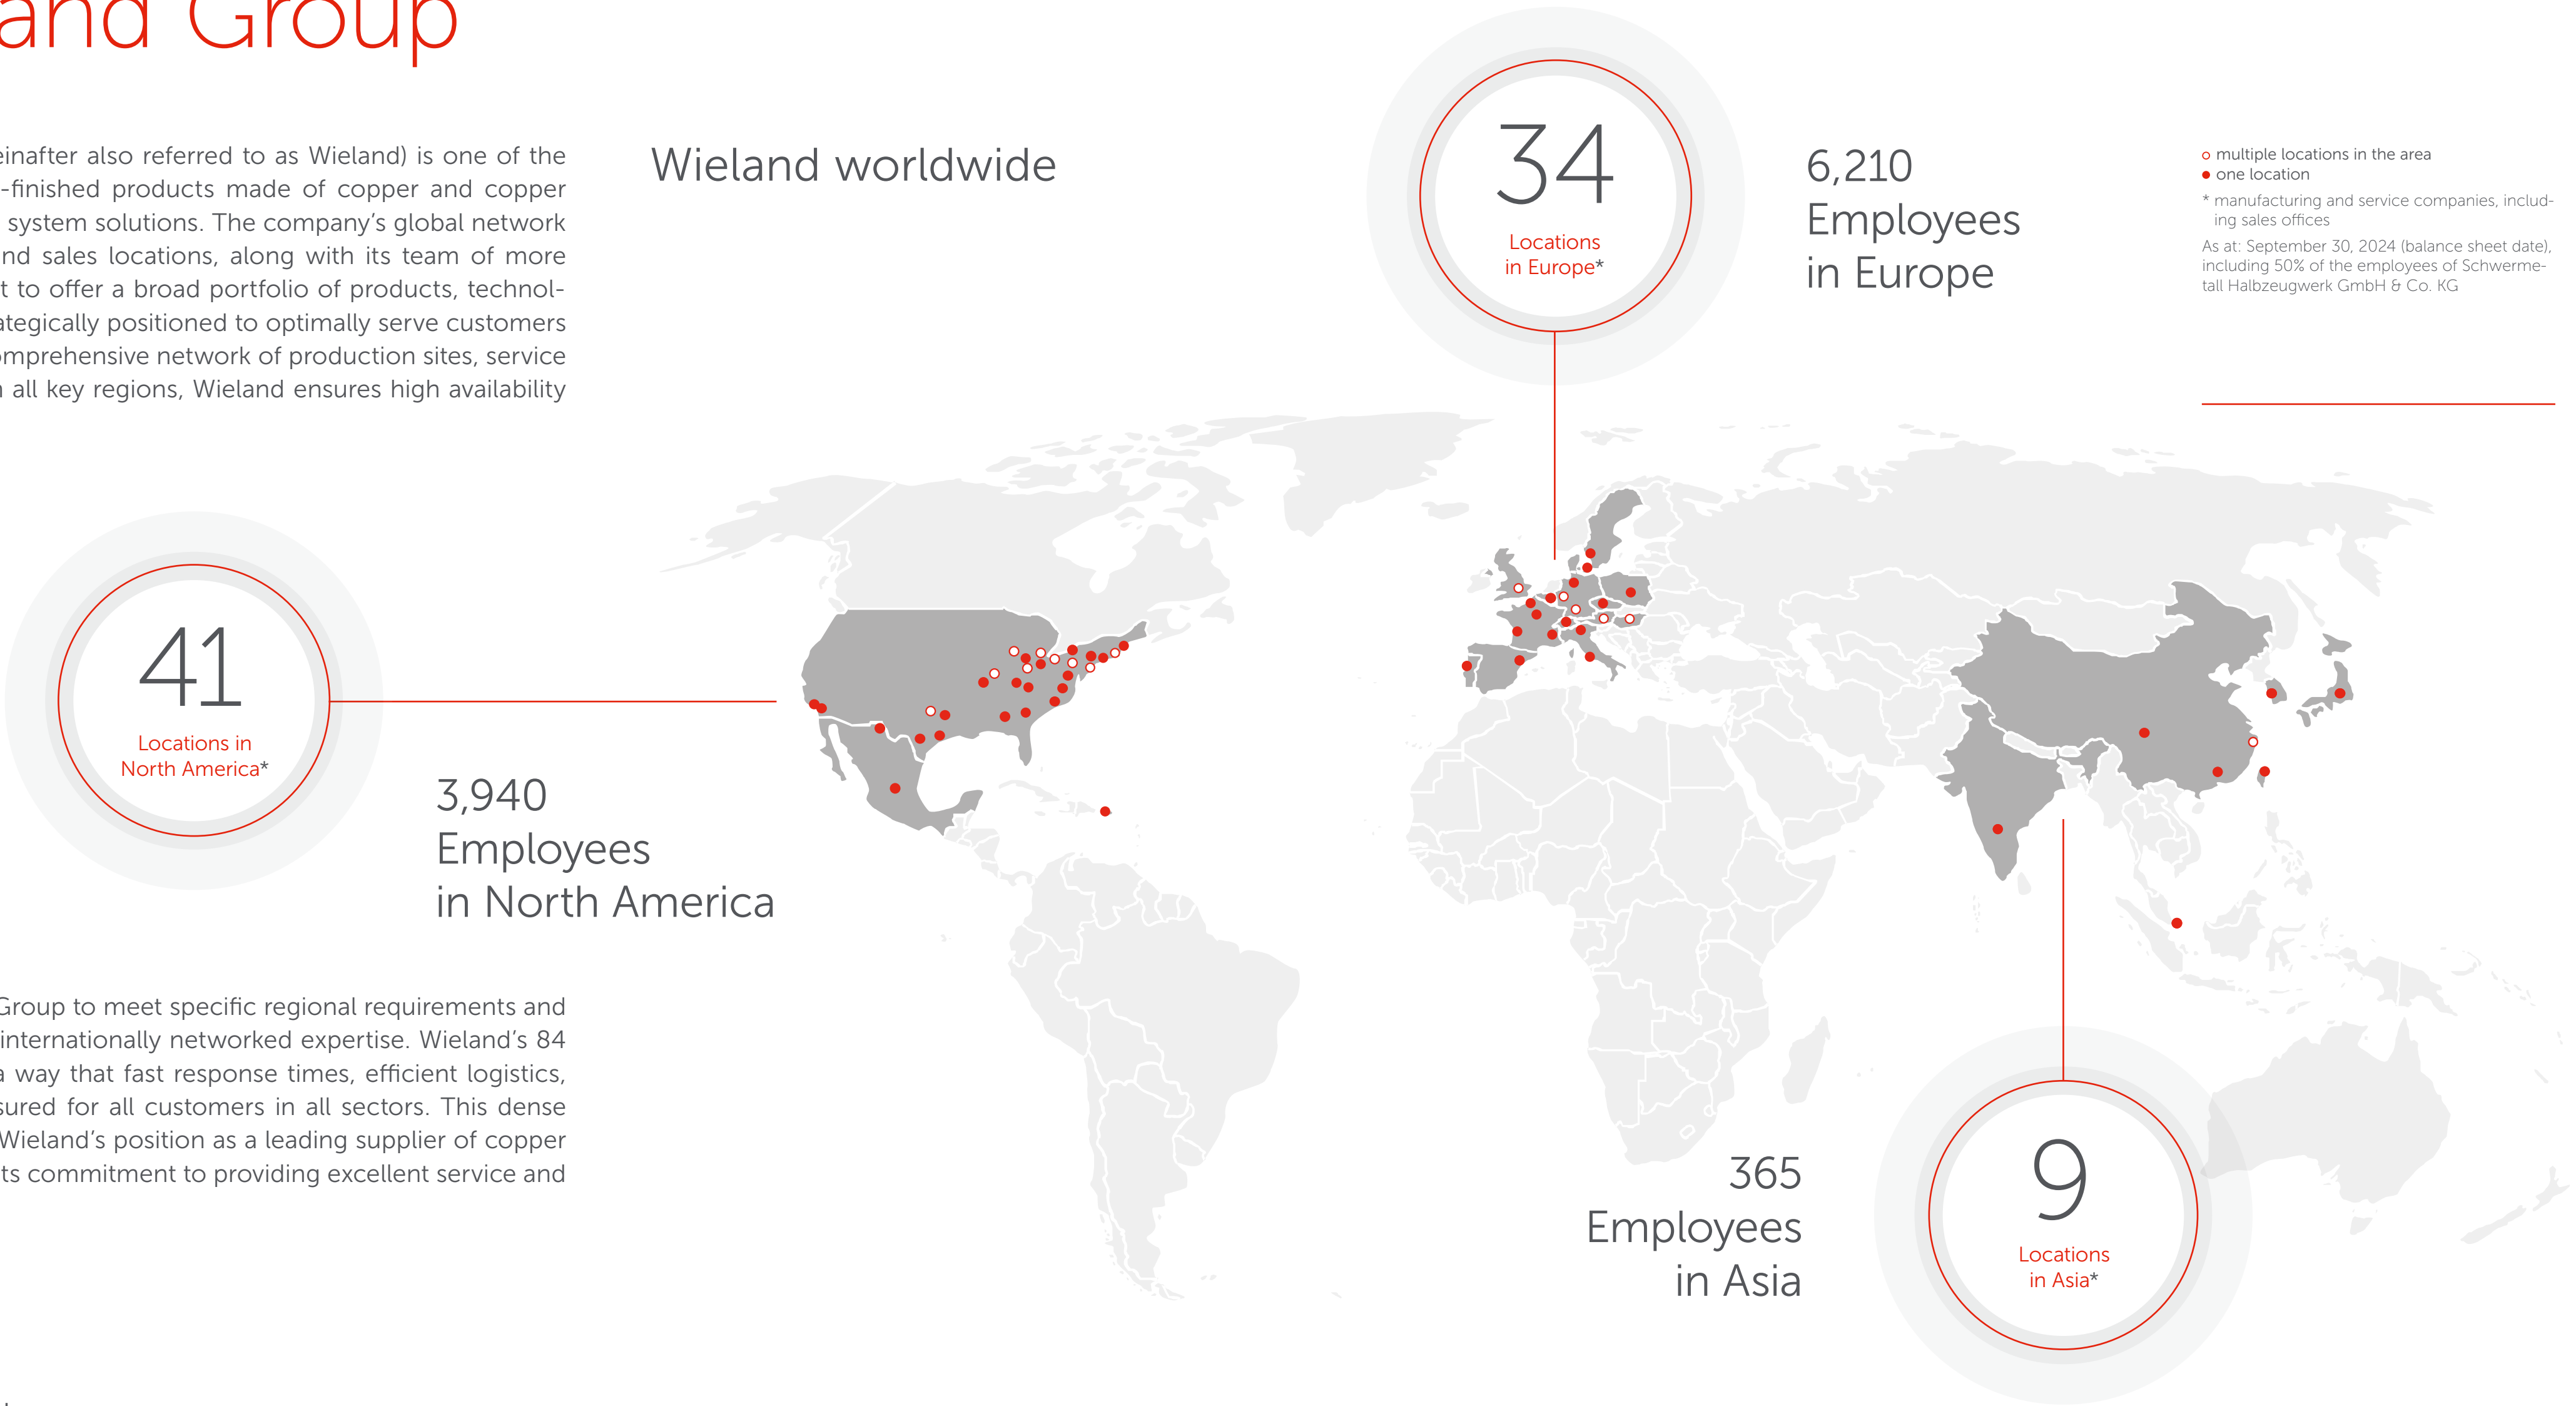 and Group
einafter also referred to as Wieland) is one of the
-finished products made of copper and copper
system solutions. The company's global network
nd sales locations, along with its team of more
t to offer a broad portfolio of products, technol-
ategically positioned to optimally serve customers
omprehensive network of production sites, service
n all key regions, Wieland ensures high availability
Wieland worldwide
34
Locations
in Europe*
6,210
Employees
in Europe
multiple locations in the area
one location
* manufacturing and service companies, includ-
ing sales offices
As at: September 30, 2024 (balance sheet date),
including 50% of the employees of Schwerme-
tall Halbzeugwerk GmbH & Co. KG
41
Locations in
North America*
3,940
Employees
in North America
Group to meet specific regional requirements and
internationally networked expertise. Wieland's 84
a way that fast response times, efficient logistics,
sured for all customers in all sectors. This dense
Wieland's position as a leading supplier of copper
ts commitment to providing excellent service and
365
Employees
in Asia
9
Locations
in Asia*